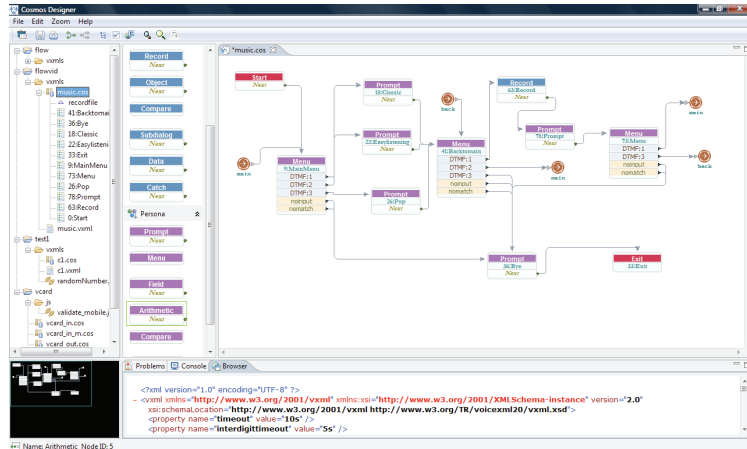 Cosmos Designer
File Edit Zoom Help
flow
vxmls
flowvid
vxmls
music.cos
recordfile
41:Backtomai
36:Bye
18:Classic
22:Easylisteni
33:Exit
9:MainMenu
73:Menu
26:Pop
78:Prompt
63:Record
0:Start
music.vxml
test1
vxmls
c1.cos
c1.vxml
randomNumber.
vcard
js
validate_mobile.j
vcard_in.cos
vcard_in_m.cos
vcard_out.cos
Record
Next
Object
Next
Compare
Subdialog
Next
Data
Next
Catch
Next
Persona
Prompt
Next
Menu
Field
Next
Arithmetic
Next
Compare
*music.cos
Start
Next
main
Menu
9:MainMenu
DTMF:1
DTMF:2
DTMF:3
noinput
nomatch
Prompt
18:Classic
Next
Prompt
22:Easylistening
Next
Prompt
26:Pop
Next
back
Menu
41:Backtomain
DTMF:1
DTMF:2
DTMF:3
noinput
nomatch
Record
63:Record
Next
Prompt
78:Prompt
Next
main
Menu
73:Menu
DTMF:1
DTMF:2
DTMF:3
noinput
nomatch
main
back
Prompt
36:Bye
Next
Exit
33:Exit
Problems Console Browser
<?xml version="1.0" encoding="UTF-8" ?>
- <vxml xmlns="http://www.w3.org/2001/vxml" xmlns:xsi="http://www.w3.org/2001/XMLSchema-instance" version="2.0"
xsi:schemaLocation="http://www.w3.org/2001/vxml http://www.w3.org/TR/voicexml20/vxml.xsd">
<property name="timeout" value="10s" />
<property name="interdigittimeout" value="5s" />
Name: Arithmetic Node ID: 5